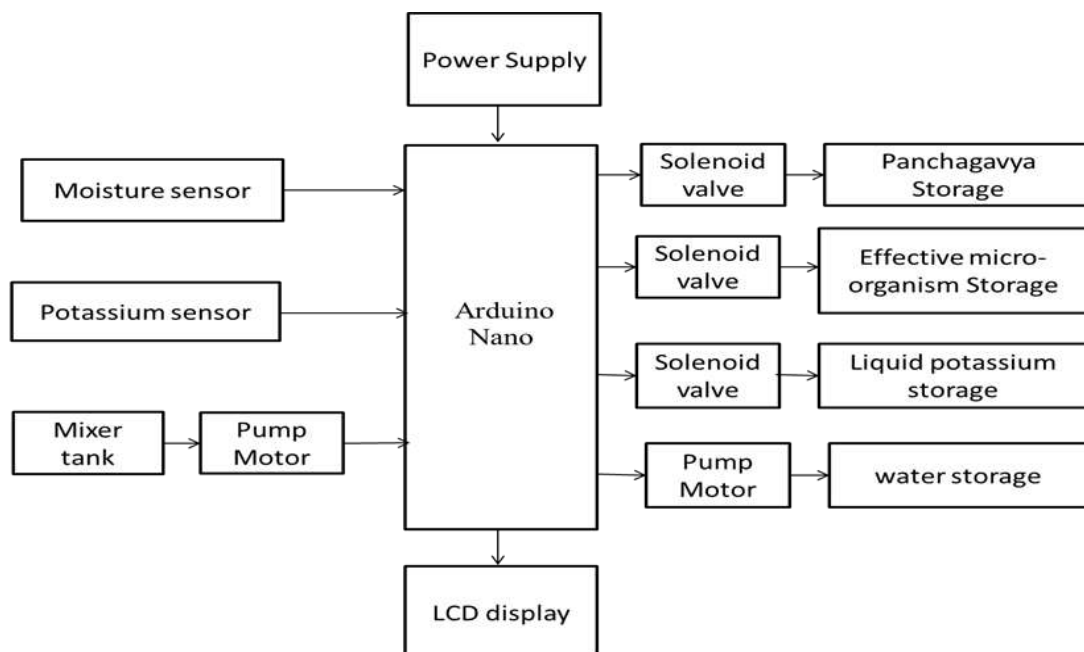 Power Supply
Moisture sensor
Potassium sensor
Mixer
tank
Pump
Motor
Arduino
Nano
Solenoid
valve
Panchagavya
Storage
Solenoid
valve
Effective micro-
organism Storage
Solenoid
valve
Liquid potassium
storage
Pump
Motor
water storage
LCD display